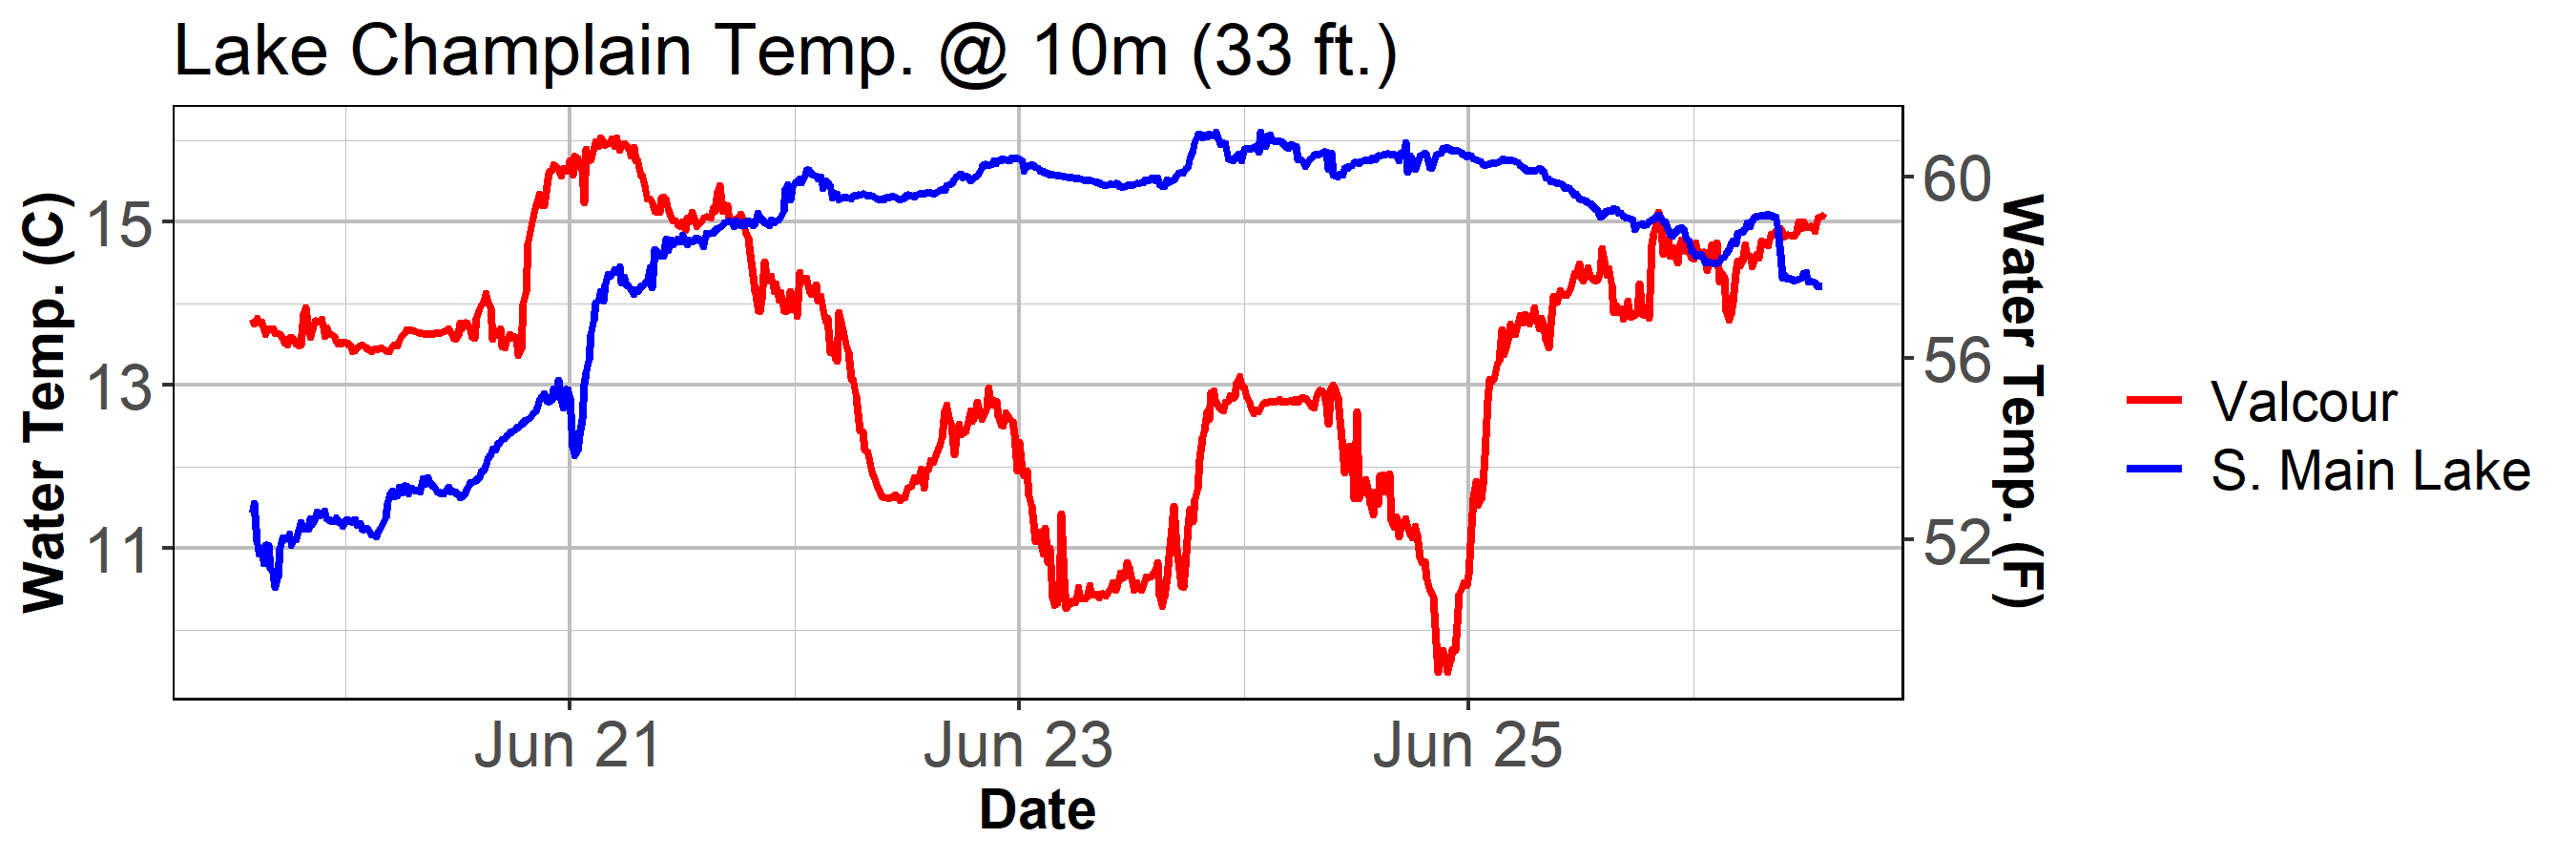 Lake Champlain Temp. @ 10m (33 ft.)
Water Temp. (C)
15
13
11
60
56
52
Water Temp. (F)
Jun 21
Jun 23
Jun 25
Date
Valcour
S. Main Lake